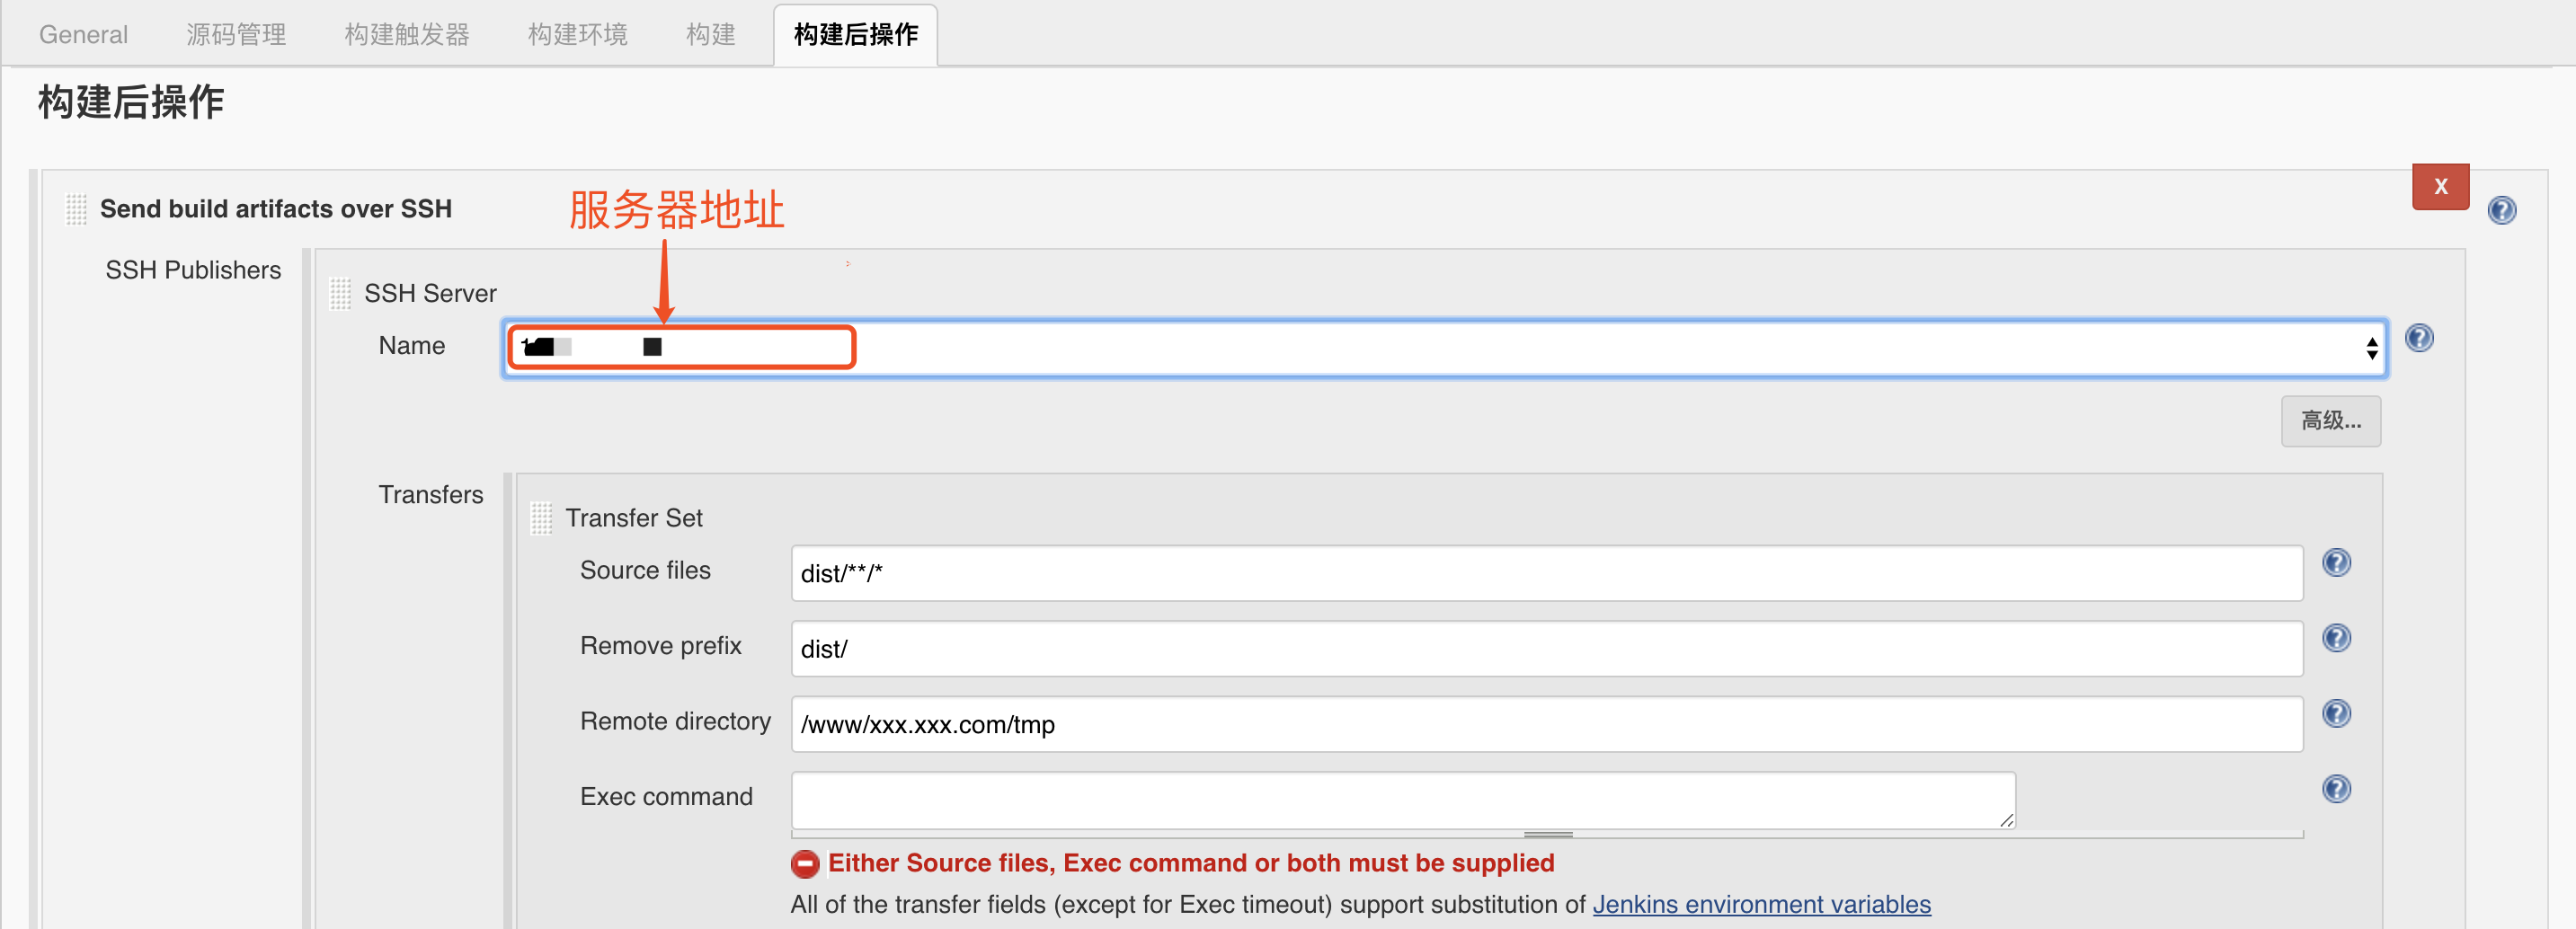 General 源码管理 构建触发器 构建环境 构建 构建后操作
构建后操作
X
Send build artifacts over SSH
服务器地址
SSH Publishers
SSH Server
Name
高级...
Transfers
Transfer Set
Source files dist/**/*
Remove prefix dist/
Remote directory /www/xxx.xxx.com/tmp
Exec command
Either Source files, Exec command or both must be supplied
All of the transfer fields (except for Exec timeout) support substitution of Jenkins environment variables